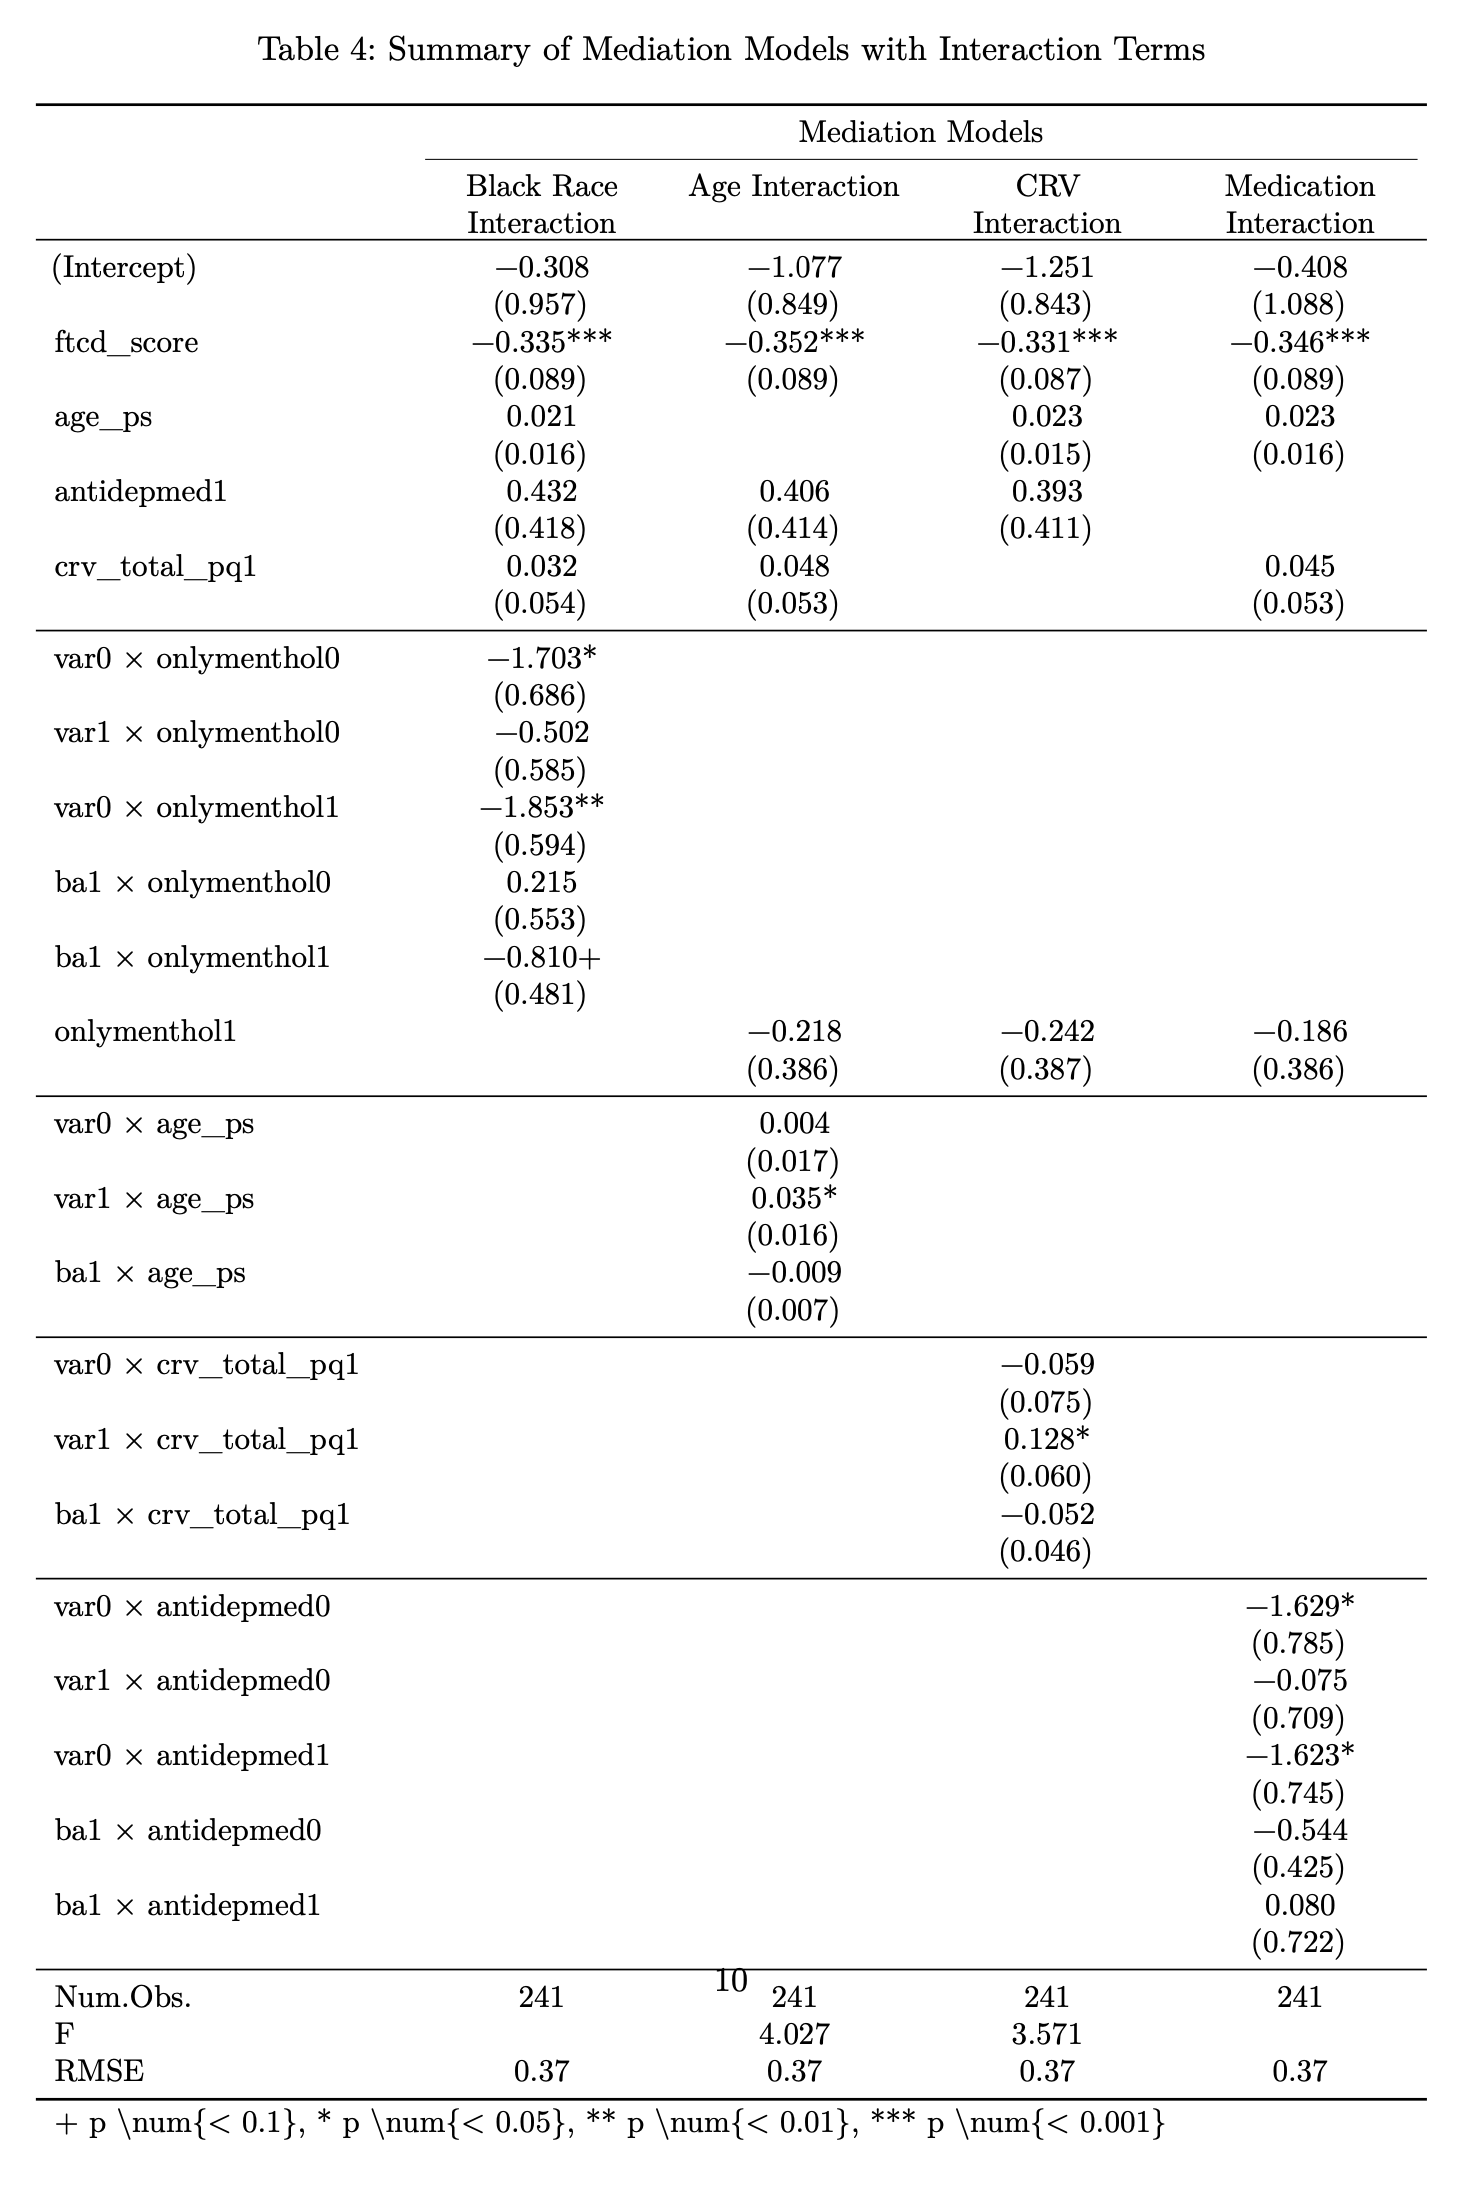 Table 4: Summary of Mediation Models with Interaction Terms
Mediation Models
Black Race Age Interaction CRV Medication
Interaction Interaction Interaction
(Intercept) −0.308 −1.077 −1.251 −0.408
(0.957) (0.849) (0.843) (1.088)
ftcd_score −0.335*** −0.352*** −0.331*** −0.346***
(0.089) (0.089) (0.087) (0.089)
age_ps 0.021 0.023 0.023
(0.016) (0.015) (0.016)
antidepmed1 0.432 0.406 0.393
(0.418) (0.414) (0.411)
crv_total_pq1 0.032 0.048 0.045
(0.054) (0.053) (0.053)
var0 × onlymenthol0 −1.703*
(0.686)
var1 × onlymenthol0 −0.502
(0.585)
var0 × onlymenthol1 −1.853**
(0.594)
ba1 × onlymenthol0 0.215
(0.553)
ba1 × onlymenthol1 −0.810+
(0.481)
onlymenthol1 −0.218 −0.242 −0.186
(0.386) (0.387) (0.386)
var0 × age_ps 0.004
(0.017)
var1 × age_ps 0.035*
(0.016)
ba1 × age_ps −0.009
(0.007)
var0 × crv_total_pq1 −0.059
(0.075)
var1 × crv_total_pq1 0.128*
(0.060)
ba1 × crv_total_pq1 −0.052
(0.046)
var0 × antidepmed0 −1.629*
(0.785)
var1 × antidepmed0 −0.075
(0.709)
var0 × antidepmed1 −1.623*
(0.745)
ba1 × antidepmed0 −0.544
(0.425)
ba1 × antidepmed1 0.080
(0.722)
10
Num.Obs. 241 241 241 241
F 4.027 3.571
RMSE 0.37 0.37 0.37 0.37
+ p \num{< 0.1}, * p \num{< 0.05}, ** p \num{< 0.01}, *** p \num{< 0.001}